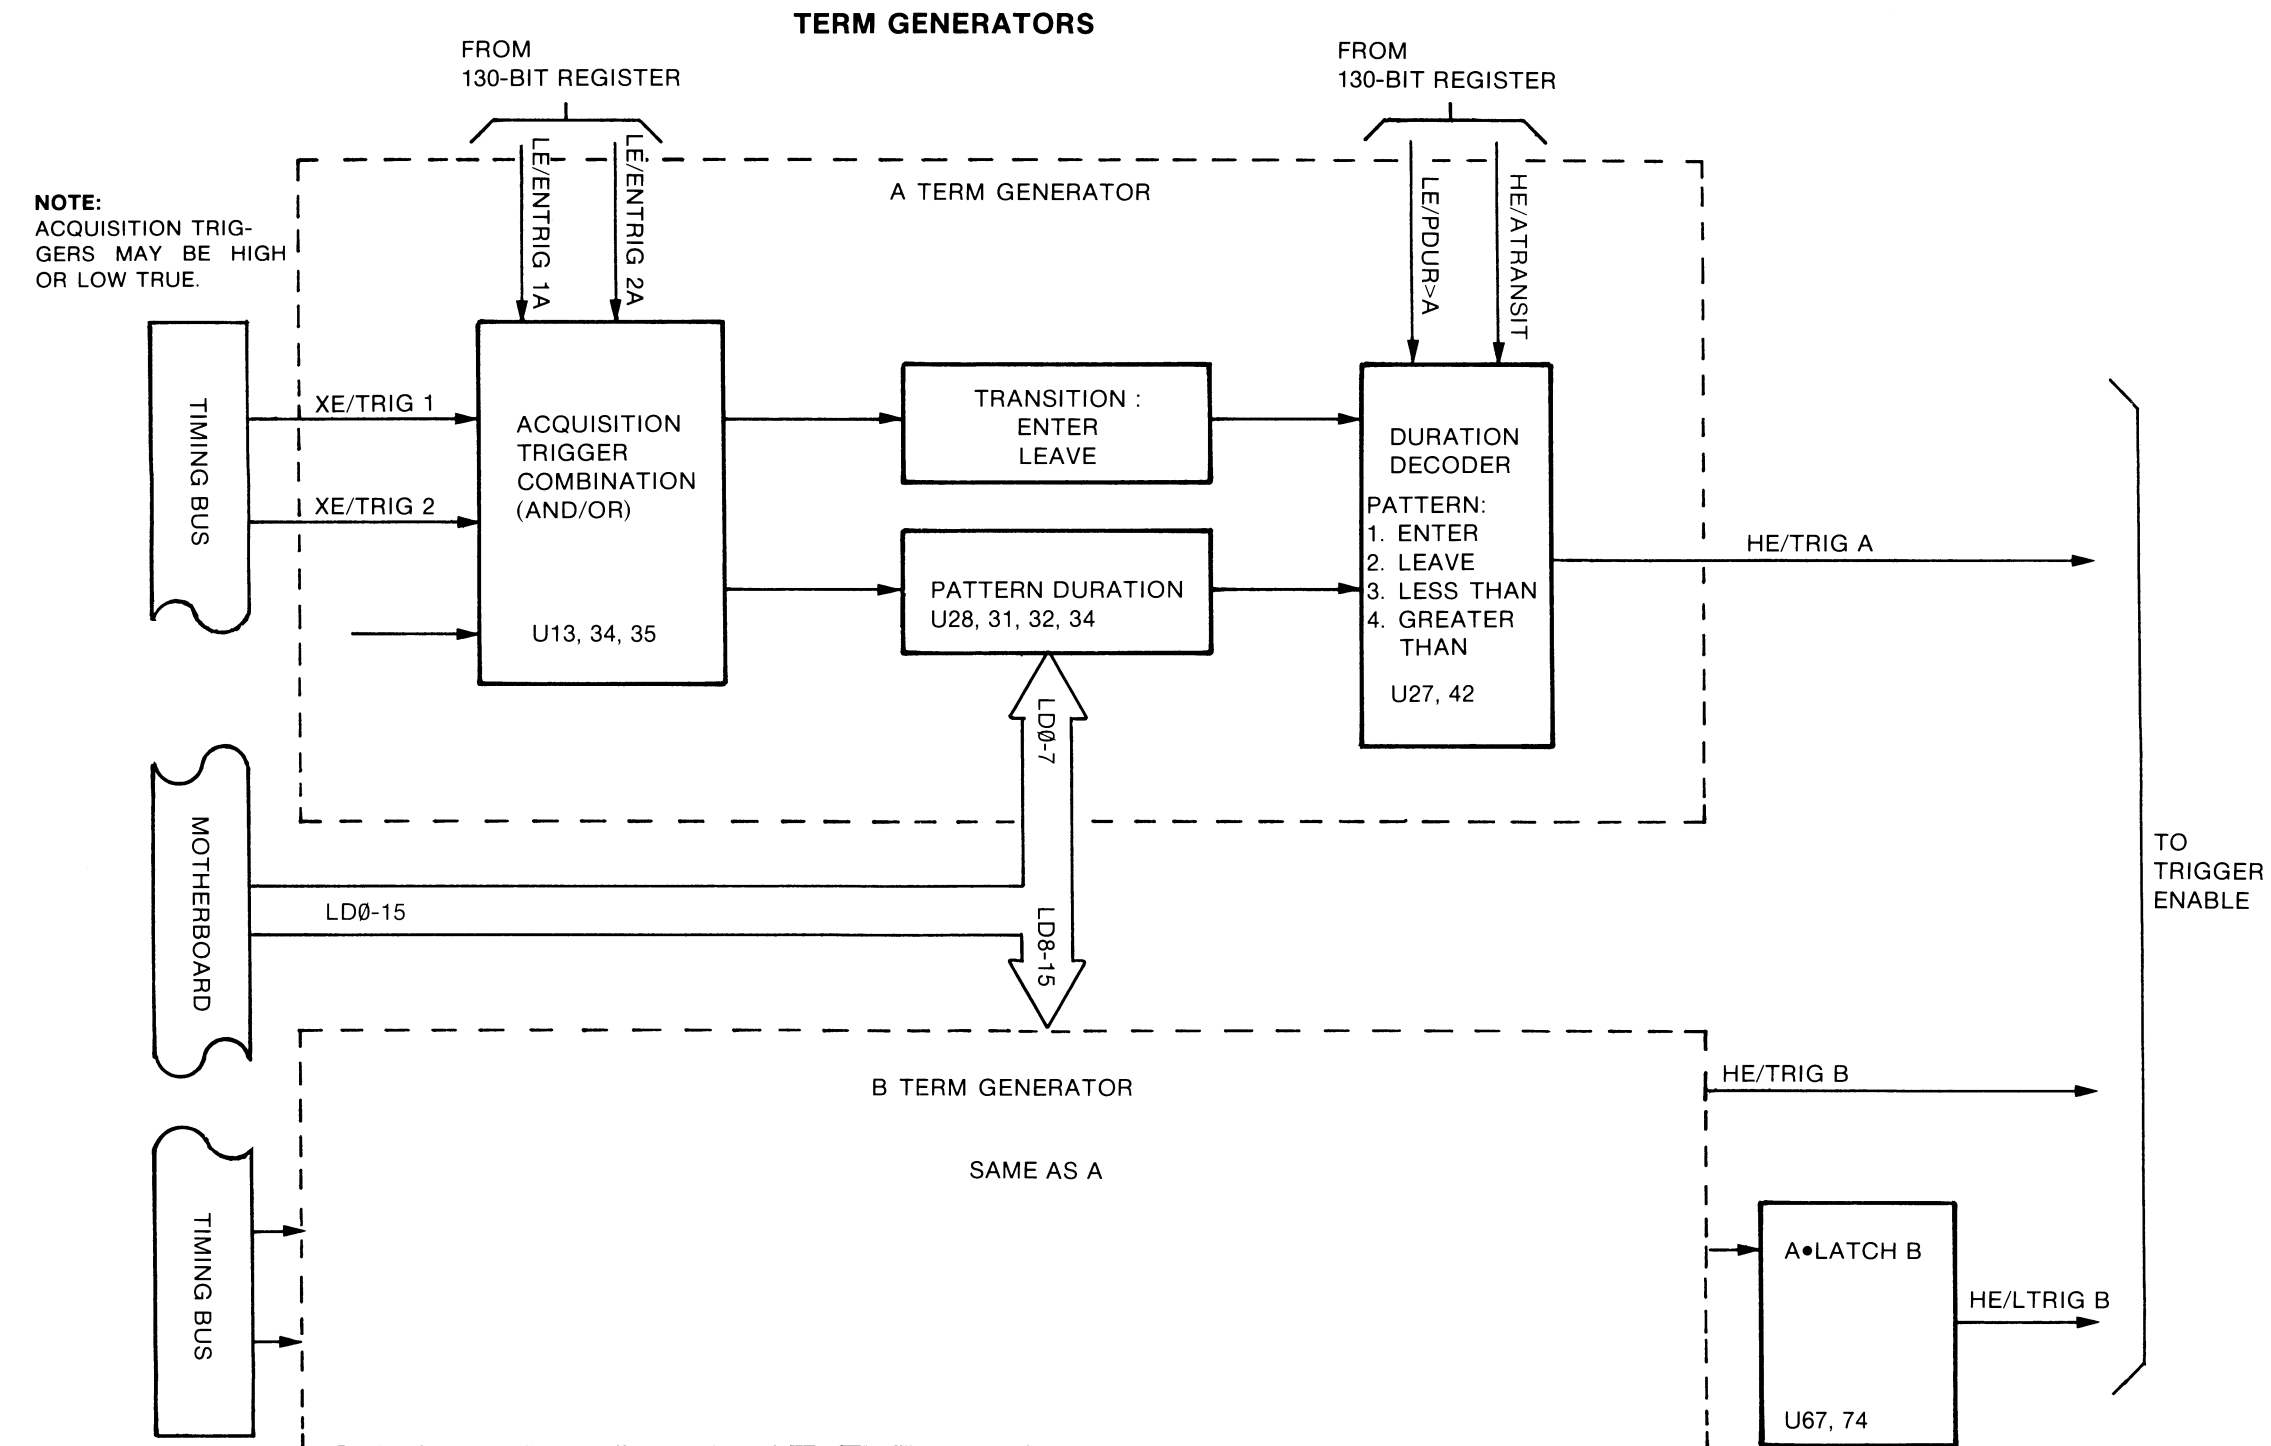 TERM GENERATORS
FROM
130-BIT REGISTER
FROM
130-BIT REGISTER
LE/ENTRIG 1A
LE/ENTRIG 2A
LE/PDUR>A
HE/ATRANSIT
A TERM GENERATOR
NOTE:
ACQUISITION TRIG-
GERS MAY BE HIGH
OR LOW TRUE.
TIMING BUS
XE/TRIG 1
XE/TRIG 2
ACQUISITION
TRIGGER
COMBINATION
(AND/OR)
U13, 34, 35
TRANSITION :
ENTER
LEAVE
PATTERN DURATION
U28, 31, 32, 34
DURATION
DECODER
PATTERN:
1. ENTER
2. LEAVE
3. LESS THAN
4. GREATER
THAN
U27, 42
HE/TRIG A
LDØ-7
MOTHERBOARD
LDØ-15
LD8-15
TO
TRIGGER
ENABLE
B TERM GENERATOR
SAME AS A
HE/TRIG B
TIMING BUS
A●LATCH B
U67, 74
HE/LTRIG B